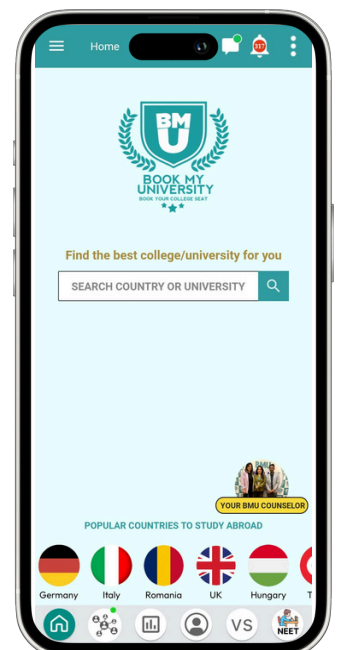 Home
317
BM
U
BOOK MY
UNIVERSITY
BOOK YOUR COLLEGE SEAT
Find the best college/university for you
SEARCH COUNTRY OR UNIVERSITY
BMU
YOUR BMU COUNSELOR
POPULAR COUNTRIES TO STUDY ABROAD
Germany Italy Romania UK Hungary T
VS
NEET